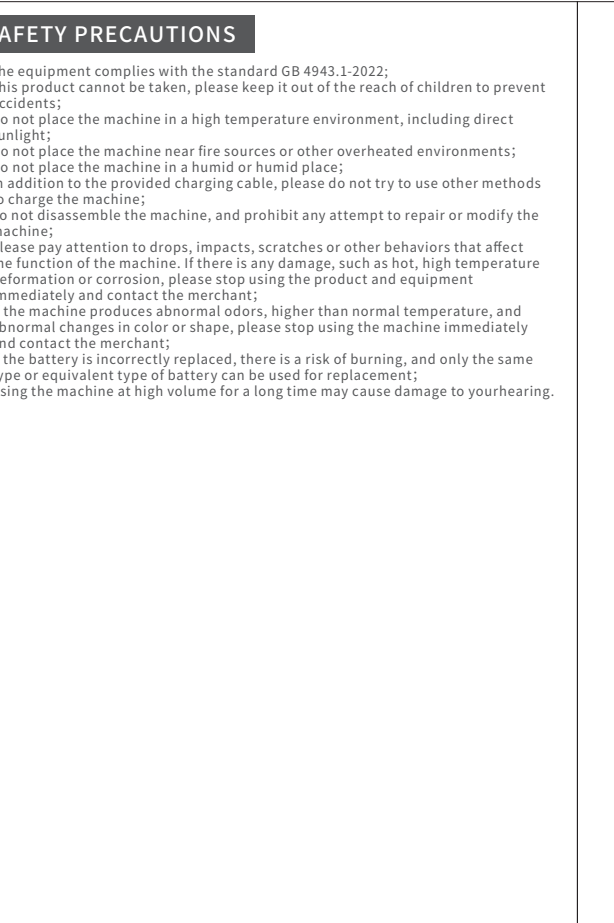 AFETY PRECAUTIONS
he equipment complies with the standard GB 4943.1-2022;
his product cannot be taken, please keep it out of the reach of children to prevent
ccidents;
o not place the machine in a high temperature environment, including direct
unlight;
o not place the machine near fire sources or other overheated environments;
o not place the machine in a humid or humid place;
n addition to the provided charging cable, please do not try to use other methods
o charge the machine;
o not disassemble the machine, and prohibit any attempt to repair or modify the
achine;
lease pay attention to drops, impacts, scratches or other behaviors that affect
he function of the machine. If there is any damage, such as hot, high temperature
eformation or corrosion, please stop using the product and equipment
mmediately and contact the merchant;
the machine produces abnormal odors, higher than normal temperature, and
bnormal changes in color or shape, please stop using the machine immediately
nd contact the merchant;
the battery is incorrectly replaced, there is a risk of burning, and only the same
ype or equivalent type of battery can be used for replacement;
sing the machine at high volume for a long time may cause damage to yourhearing.